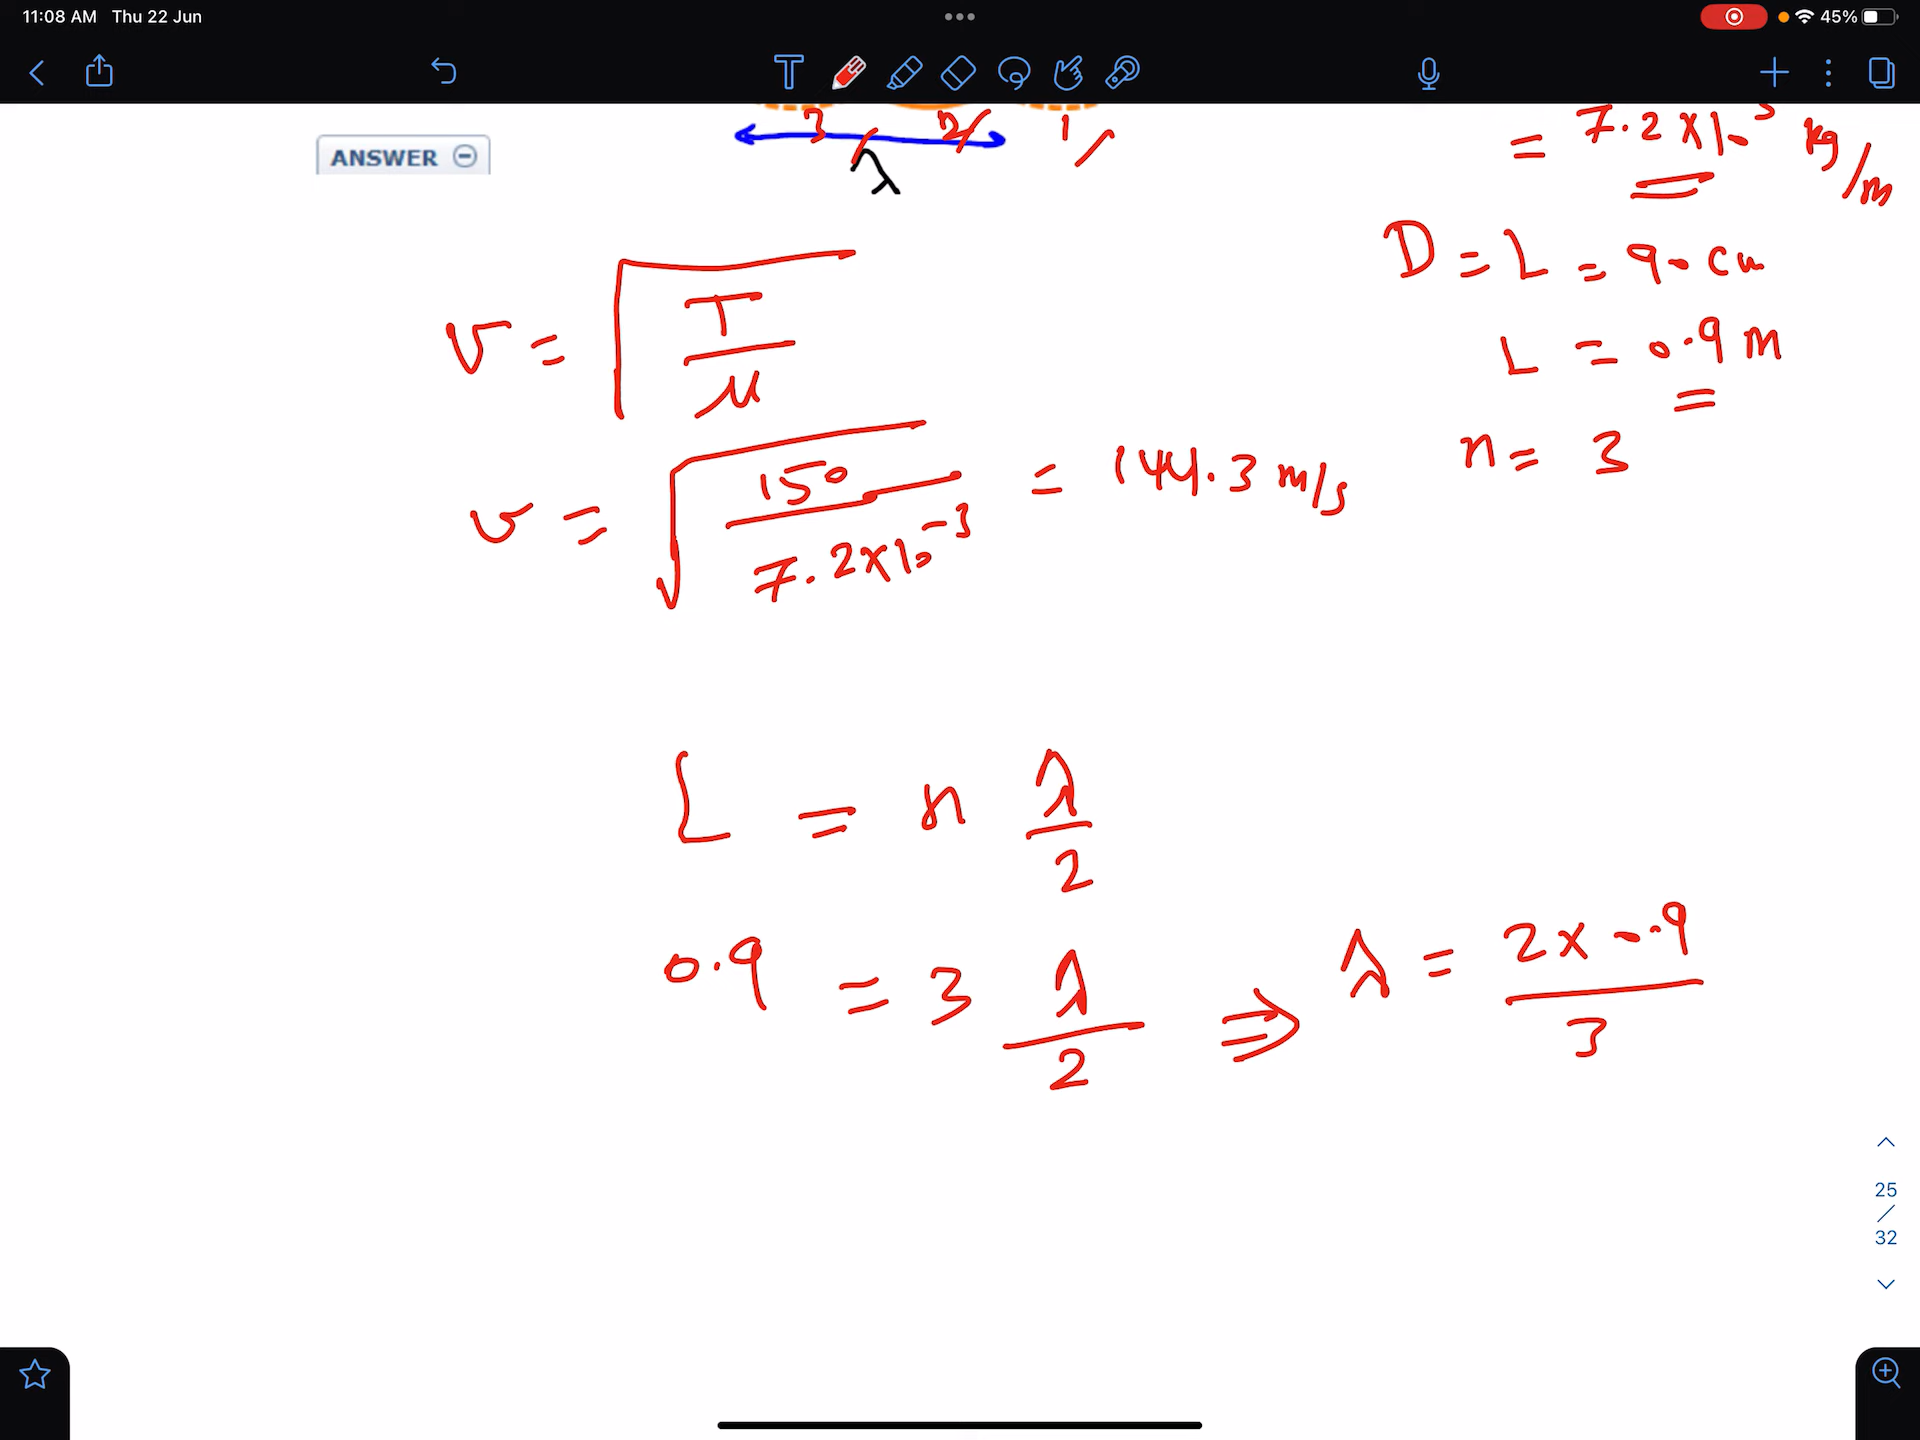 11:08 AM Thu 22 Jun
45%
3 2 1
ANSWER
λ
= 7.2 x 10⁻³ kg/m
D = L = 90 cm
L = 0.9 m
n = 3
v = √(T/μ)
v = √(150/7.2x10⁻³) = 144.3 m/s
L = n λ/2
0.9 = 3 λ/2 ⇒ λ = 2 x 0.9/3
25
/
32